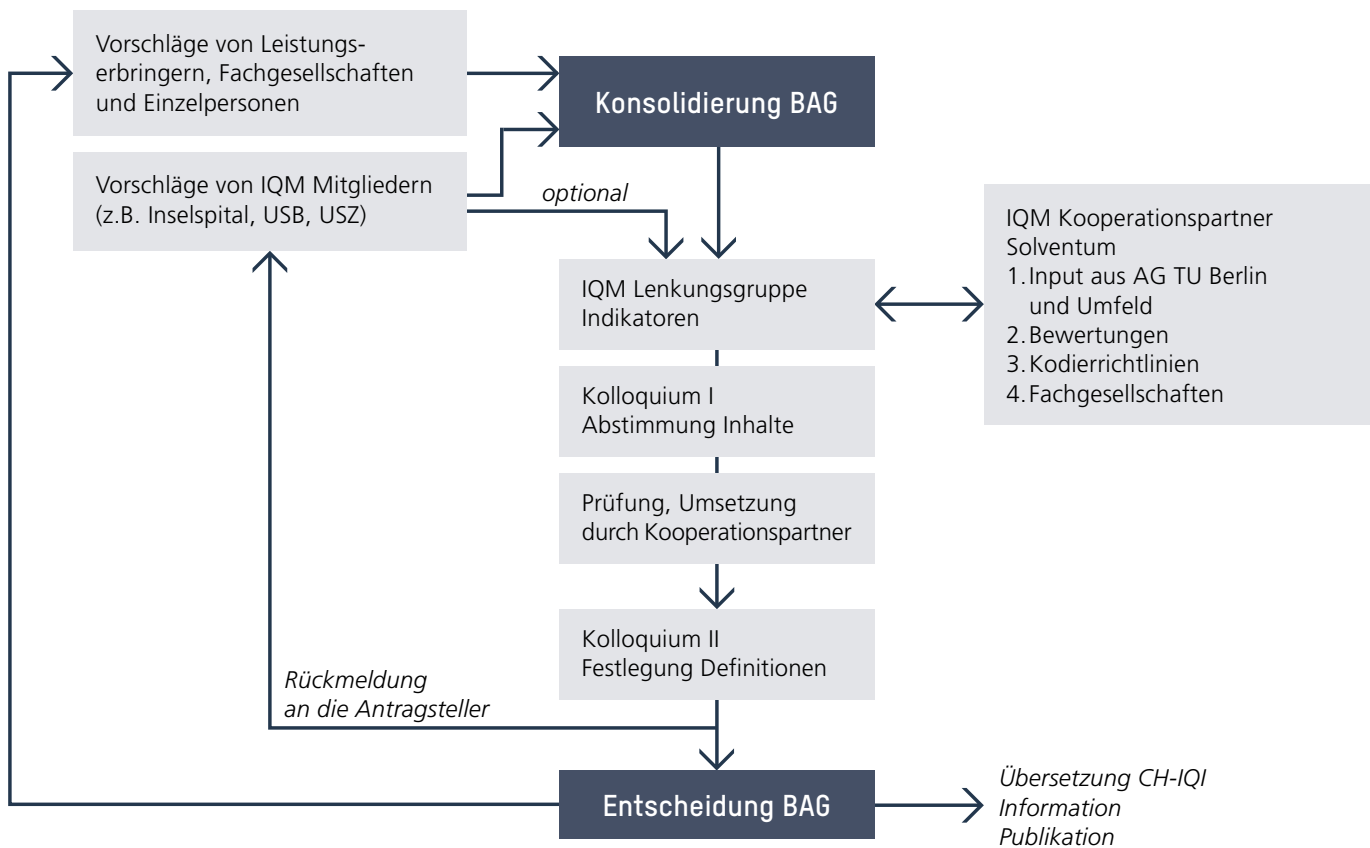 Vorschläge von Leistungs-
erbringern, Fachgesellschaften
und Einzelpersonen
Konsolidierung BAG
Vorschläge von IQM Mitgliedern
(z.B. Inselspital, USB, USZ)
optional
IQM Lenkungsgruppe
Indikatoren
IQM Kooperationspartner
Solventum
1. Input aus AG TU Berlin
und Umfeld
2. Bewertungen
3. Kodierrichtlinien
4. Fachgesellschaften
Kolloquium I
Abstimmung Inhalte
Prüfung, Umsetzung
durch Kooperationspartner
Kolloquium II
Festlegung Definitionen
Rückmeldung
an die Antragsteller
Entscheidung BAG
Übersetzung CH-IQI
Information
Publikation